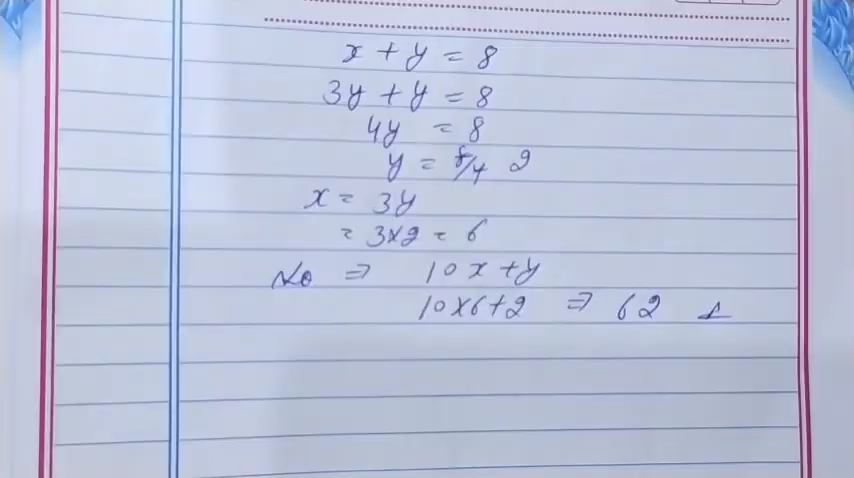 x + y = 8
3y + y = 8
4y = 8
y = 8/4 2
x = 3y
= 3×2 = 6
No ⇒ 10x + y
10×6+2 ⇒ 62